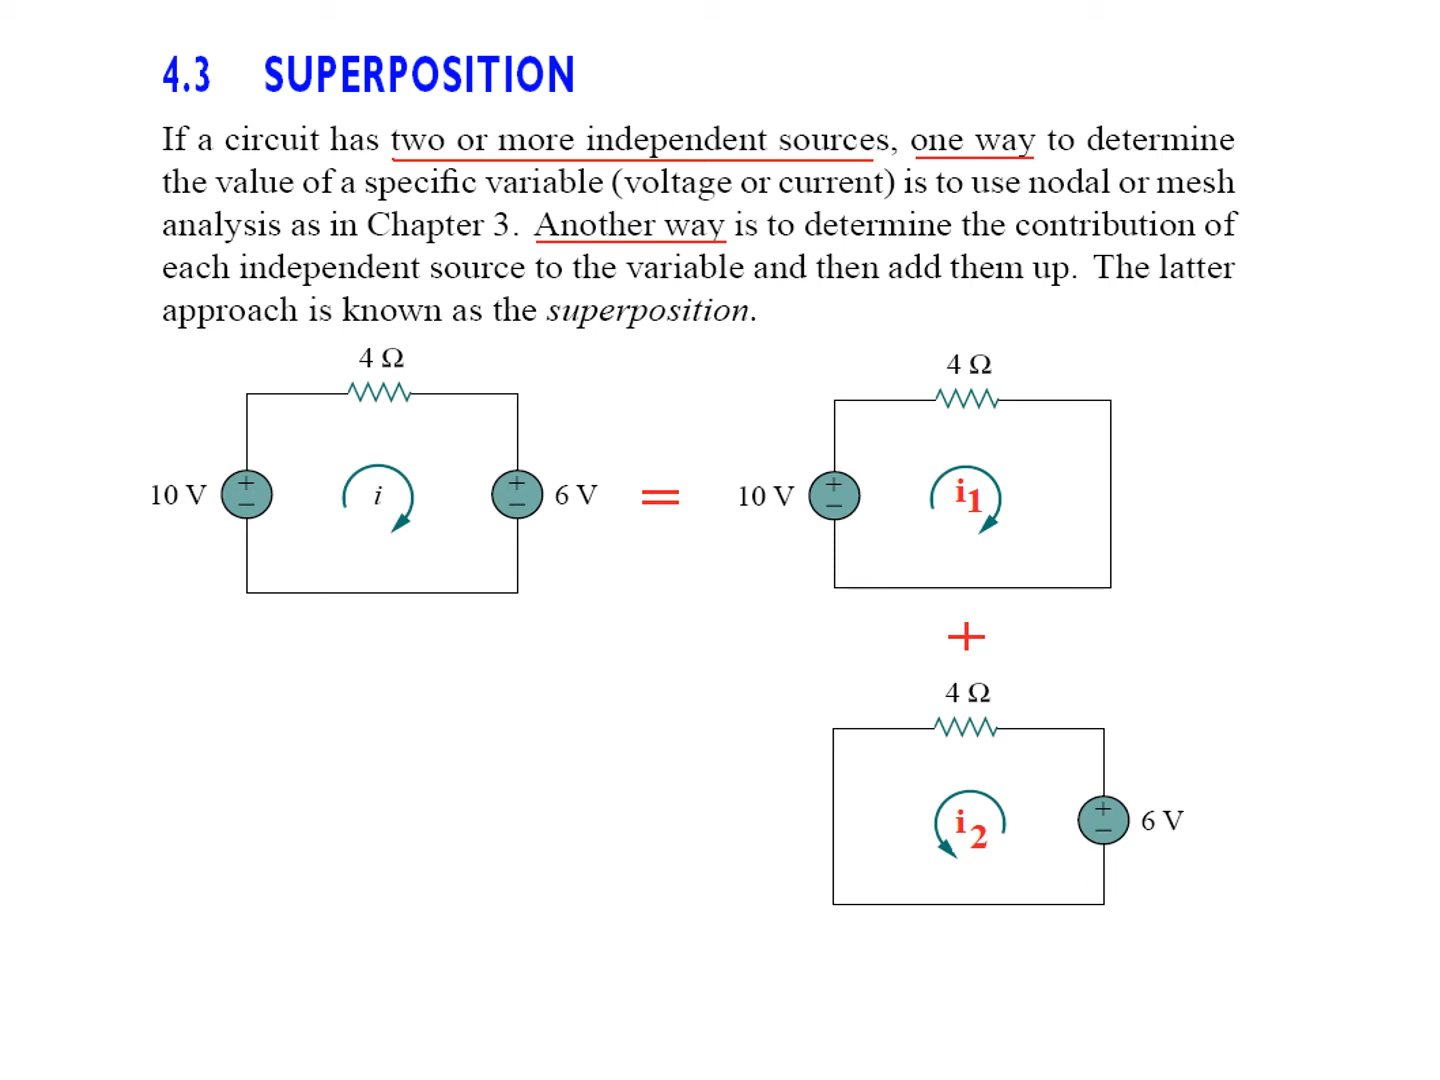 4.3 SUPERPOSITION
If a circuit has two or more independent sources, one way to determine
the value of a specific variable (voltage or current) is to use nodal or mesh
analysis as in Chapter 3. Another way is to determine the contribution of
each independent source to the variable and then add them up. The latter
approach is known as the superposition.
4 Ω
4 Ω
10 V
+
−
i
+
−
6 V
=
10 V
+
−
i1
+
4 Ω
i2
+
−
6 V